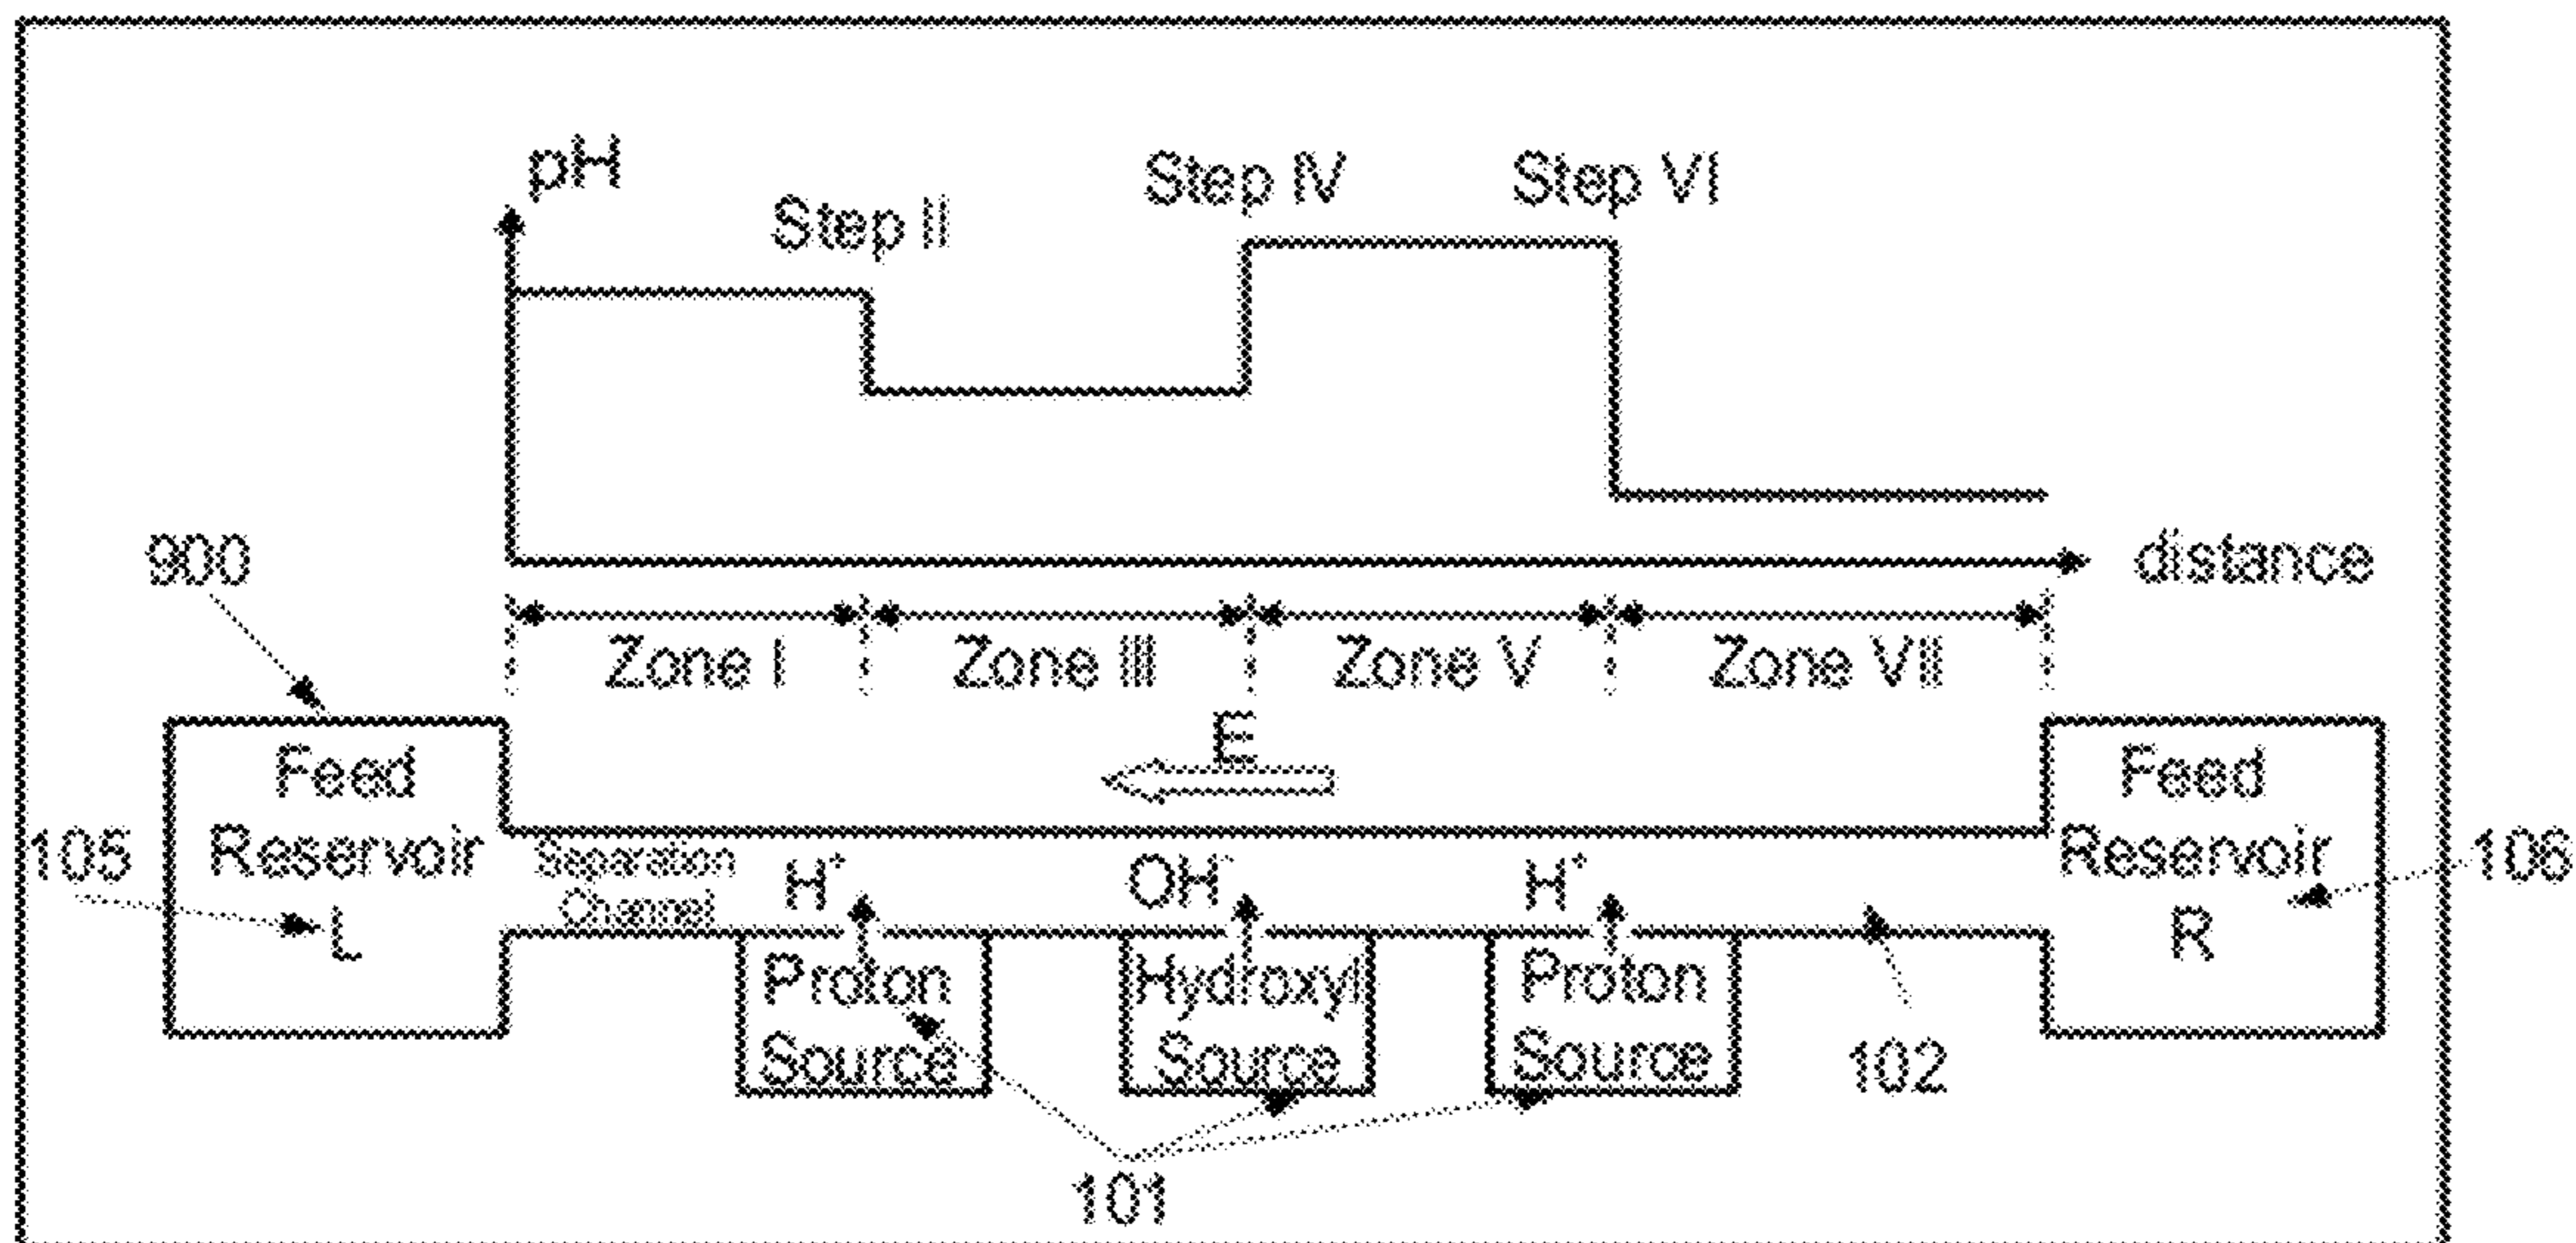 pH
Step II
Step IV
Step VI
distance
900
Zone I
Zone III
Zone V
Zone VII
E
Feed
Reservoir
L
105
Separation
Channel
H+
OH-
H+
Feed
Reservoir
R
106
Proton
Source
Hydroxyl
Source
Proton
Source
102
101